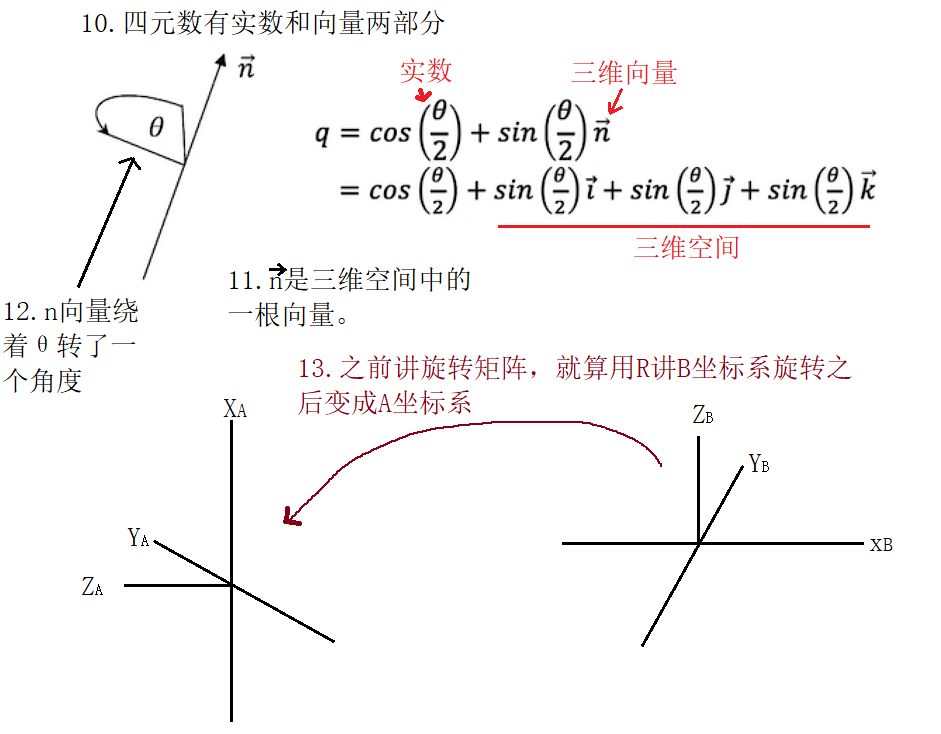 10.四元数有实数和向量两部分
n⃗
θ
实数
三维向量
q = cos(θ/2) + sin(θ/2)n⃗
= cos(θ/2) + sin(θ/2)i⃗ + sin(θ/2)j⃗ + sin(θ/2)k⃗
三维空间
11.n⃗是三维空间中的
一根向量。
12.n向量绕
着θ转了一
个角度
13.之前讲旋转矩阵，就算用R讲B坐标系旋转之
后变成A坐标系
XA
YA
ZA
ZB
YB
xB